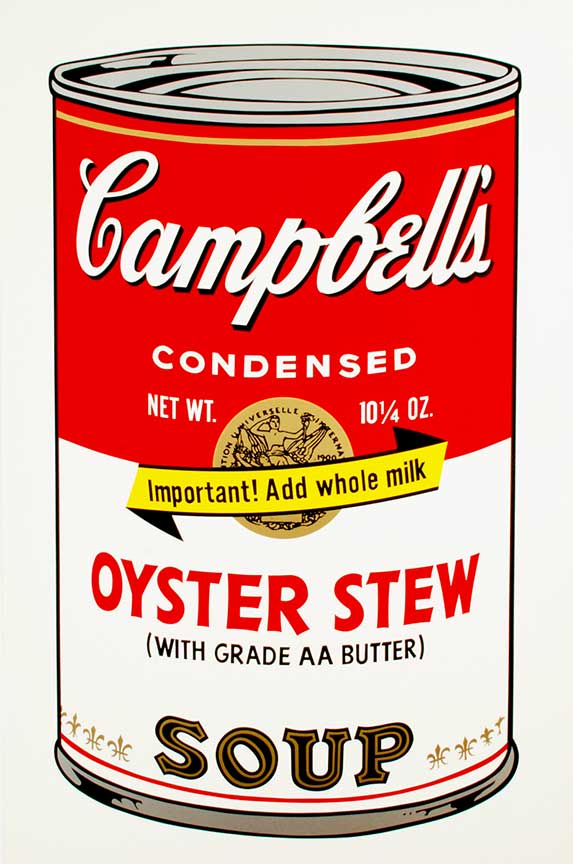 Campbell's
CONDENSED
NET WT. 10¼ OZ.
Important! Add whole milk
OYSTER STEW
(WITH GRADE AA BUTTER)
SOUP